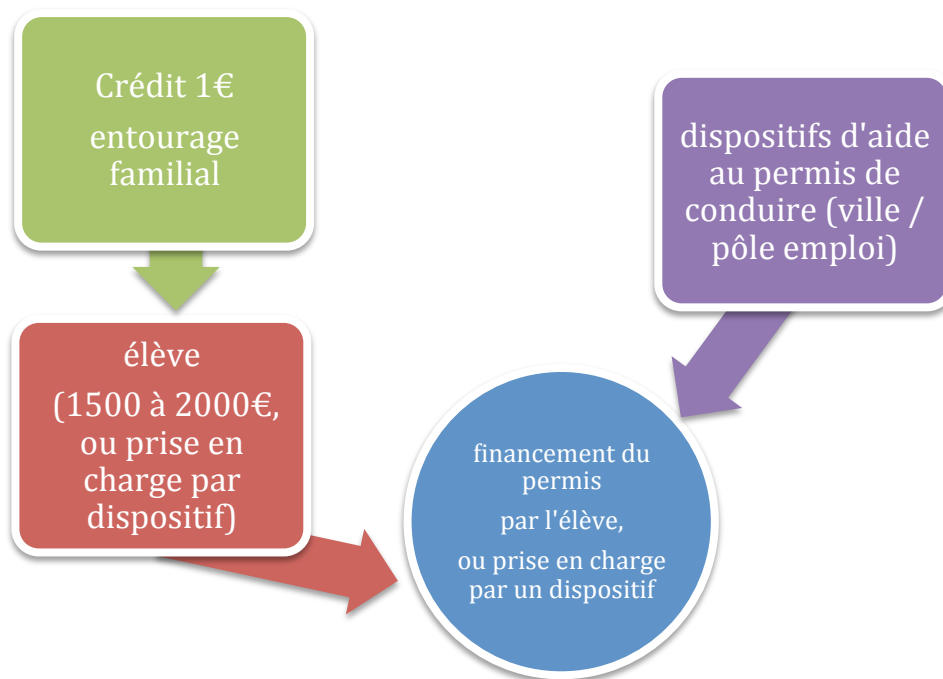 Crédit 1€
entourage
familial
dispositifs d'aide
au permis de
conduire (ville /
pôle emploi)
élève
(1500 à 2000€,
ou prise en
charge par
dispositif)
financement du
permis
par l'élève,
ou prise en charge
par un dispositif